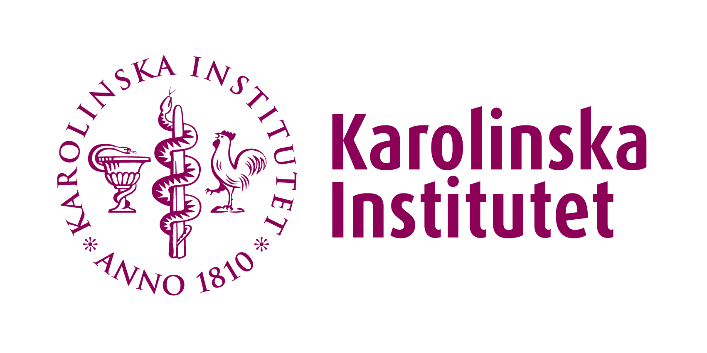 KAROLINSKA INSTITUTET
* ANNO 1810 *
Karolinska
Institutet